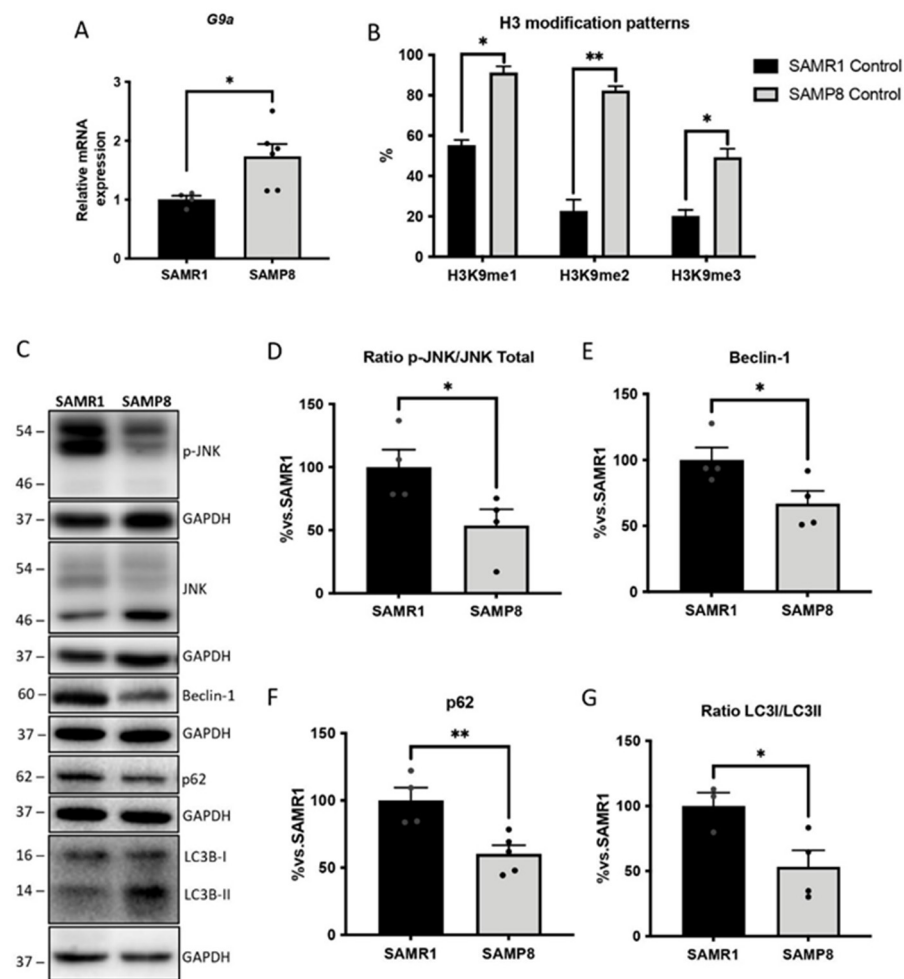 A
G9a
*
3
2
1
0
Relative mRNA
expression
SAMR1
SAMP8
B
H3 modification patterns
*
**
*
100
80
60
40
20
0
%
H3K9me1
H3K9me2
H3K9me3
SAMR1 Control
SAMP8 Control
C
SAMR1 SAMP8
54
p-JNK
46
37
GAPDH
54
JNK
46
37
GAPDH
60
Beclin-1
37
GAPDH
62
p62
37
GAPDH
16
LC3B-I
14
LC3B-II
37
GAPDH
D
Ratio p-JNK/JNK Total
*
150
100
50
0
%vs.SAMR1
SAMR1
SAMP8
E
Beclin-1
*
150
100
50
0
%vs.SAMR1
SAMR1
SAMP8
F
p62
**
150
100
50
0
%vs.SAMR1
SAMR1
SAMP8
G
Ratio LC3I/LC3II
*
150
100
50
0
%vs.SAMR1
SAMR1
SAMP8